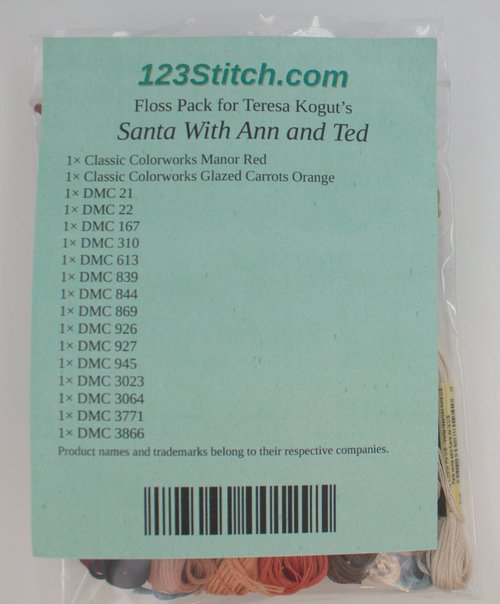 123Stitch.com
Floss Pack for Teresa Kogut's
Santa With Ann and Ted
1× Classic Colorworks Manor Red
1× Classic Colorworks Glazed Carrots Orange
1× DMC 21
1× DMC 22
1× DMC 167
1× DMC 310
1× DMC 613
1× DMC 839
1× DMC 844
1× DMC 869
1× DMC 926
1× DMC 927
1× DMC 945
1× DMC 3023
1× DMC 3064
1× DMC 3771
1× DMC 3866
Product names and trademarks belong to their respective companies.